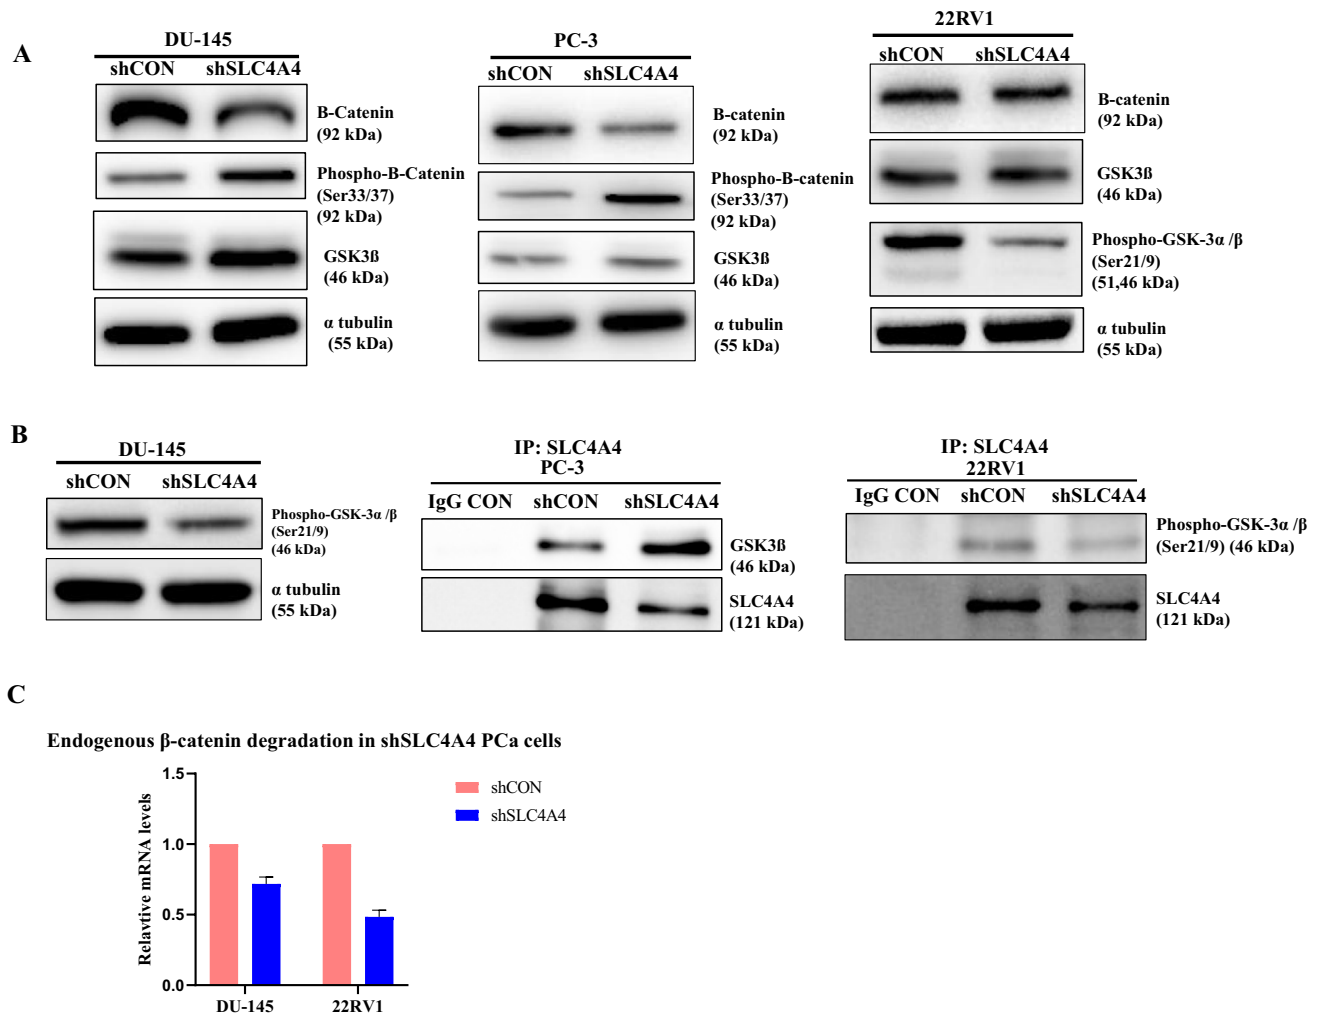 A
DU-145
shCON shSLC4A4
B-Catenin
(92 kDa)
Phospho-B-Catenin
(Ser33/37)
(92 kDa)
GSK3ß
(46 kDa)
α tubulin
(55 kDa)
PC-3
shCON shSLC4A4
B-catenin
(92 kDa)
Phospho-B-catenin
(Ser33/37)
(92 kDa)
GSK3ß
(46 kDa)
α tubulin
(55 kDa)
22RV1
shCON shSLC4A4
B-catenin
(92 kDa)
GSK3ß
(46 kDa)
Phospho-GSK-3α /β
(Ser21/9)
(51,46 kDa)
α tubulin
(55 kDa)
B
DU-145
shCON shSLC4A4
Phospho-GSK-3α /β
(Ser21/9)
(46 kDa)
α tubulin
(55 kDa)
IP: SLC4A4
PC-3
IgG CON shCON shSLC4A4
GSK3ß
(46 kDa)
SLC4A4
(121 kDa)
IP: SLC4A4
22RV1
IgG CON shCON shSLC4A4
Phospho-GSK-3α /β
(Ser21/9) (46 kDa)
SLC4A4
(121 kDa)
C
Endogenous β-catenin degradation in shSLC4A4 PCa cells
Relavtive mRNA levels
1.5
1.0
0.5
0.0
DU-145 22RV1
shCON
shSLC4A4